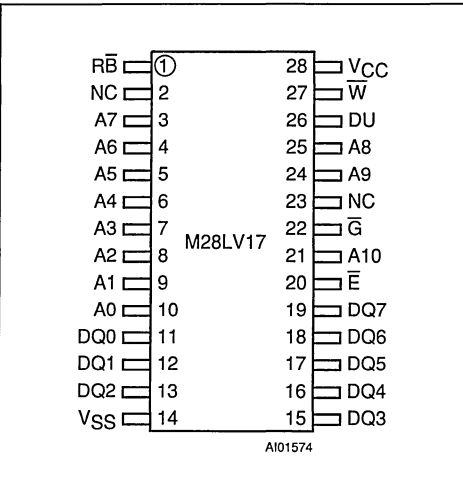 RB̅ 1 28 VCC
NC 2 27 W̅
A7 3 26 DU
A6 4 25 A8
A5 5 24 A9
A4 6 23 NC
A3 7 22 G̅
M28LV17
A2 8 21 A10
A1 9 20 E̅
A0 10 19 DQ7
DQ0 11 18 DQ6
DQ1 12 17 DQ5
DQ2 13 16 DQ4
VSS 14 15 DQ3
AI01574